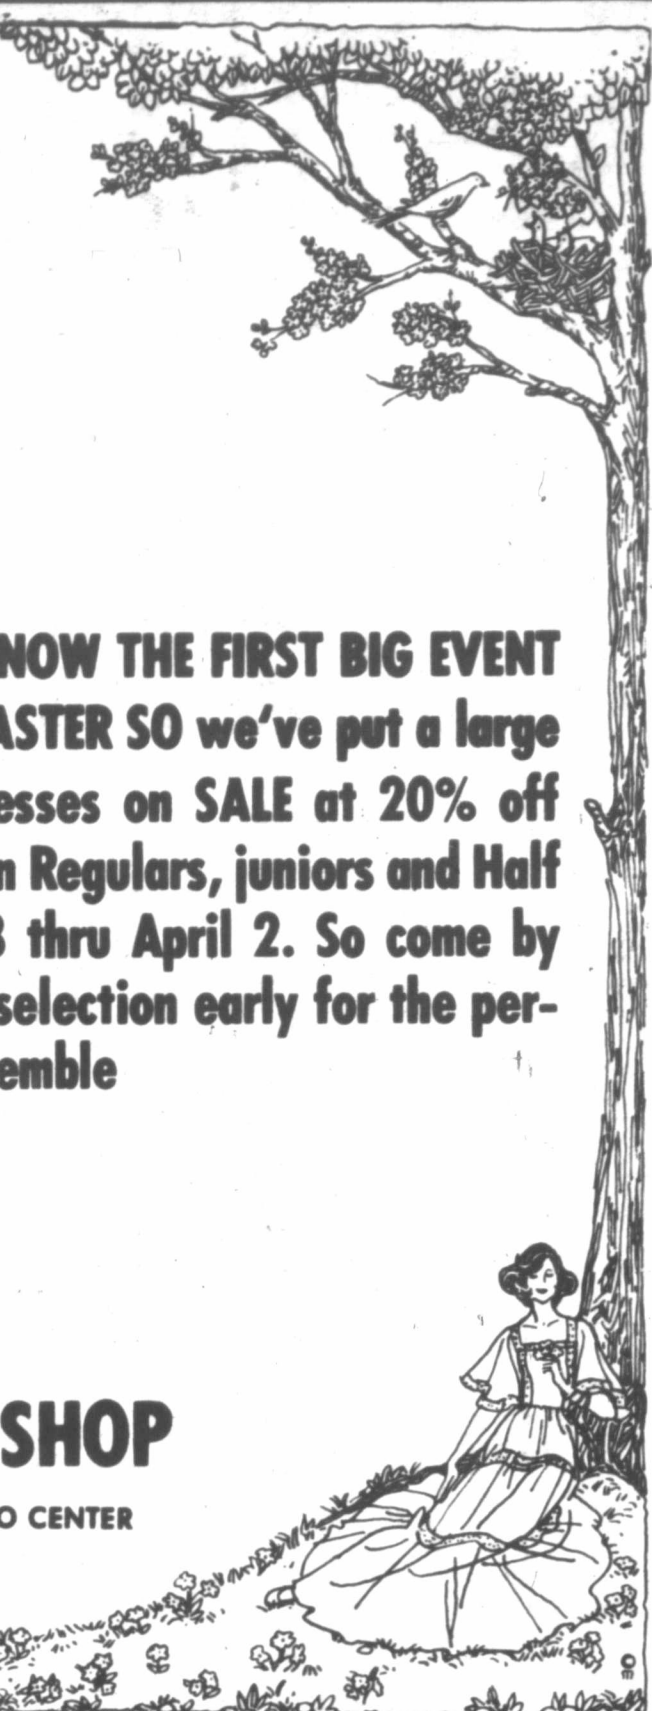 NOW THE FIRST BIG EVENT
ASTER SO we've put a large
esses on SALE at 20% off
n Regulars, juniors and Half
3 thru April 2. So come by
selection early for the per-
emble
SHOP
O CENTER